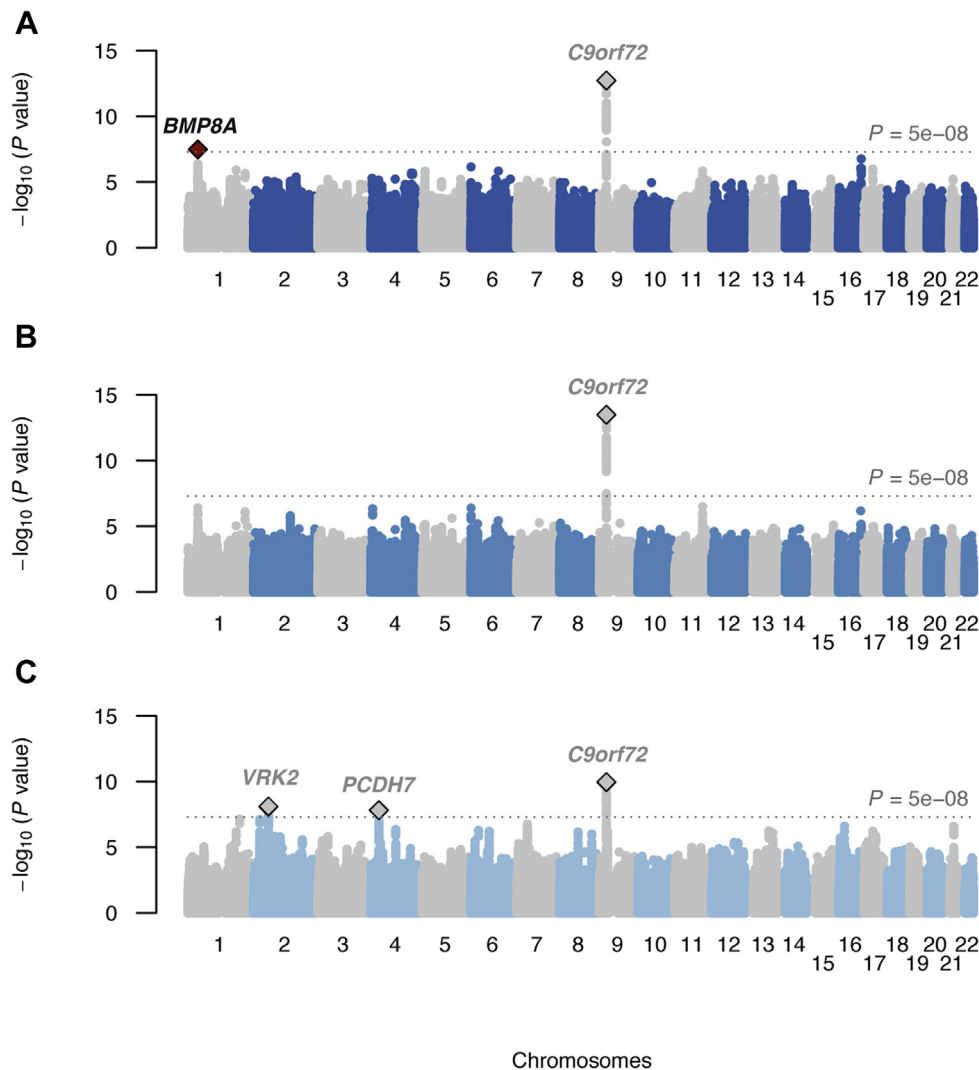 A
15
C9orf72
10
BMP8A
P = 5e−08
5
0
−log10 (P value)
1 2 3 4 5 6 7 8 9 10 11 12 13 14 16 18 20 22
15 17 19 21
B
15
C9orf72
10
P = 5e−08
5
0
−log10 (P value)
1 2 3 4 5 6 7 8 9 10 11 12 13 14 16 18 20 22
15 17 19 21
C
15
C9orf72
VRK2 PCDH7
10
P = 5e−08
5
0
−log10 (P value)
1 2 3 4 5 6 7 8 9 10 11 12 13 14 16 18 20 22
15 17 19 21
Chromosomes